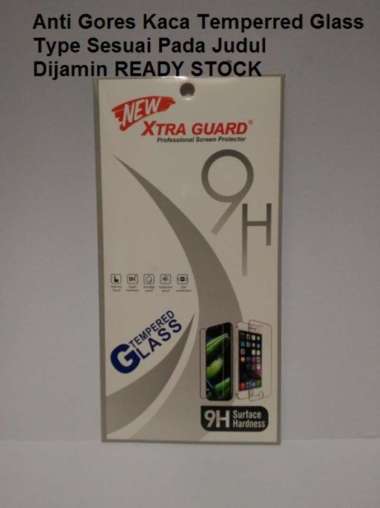 Anti Gores Kaca Temperred Glass
Type Sesuai Pada Judul
Dijamin READY STOCK
NEW
XTRA GUARD®
Professional Screen Protector
9H
TEMPERED
GLASS
9H Surface
Hardness